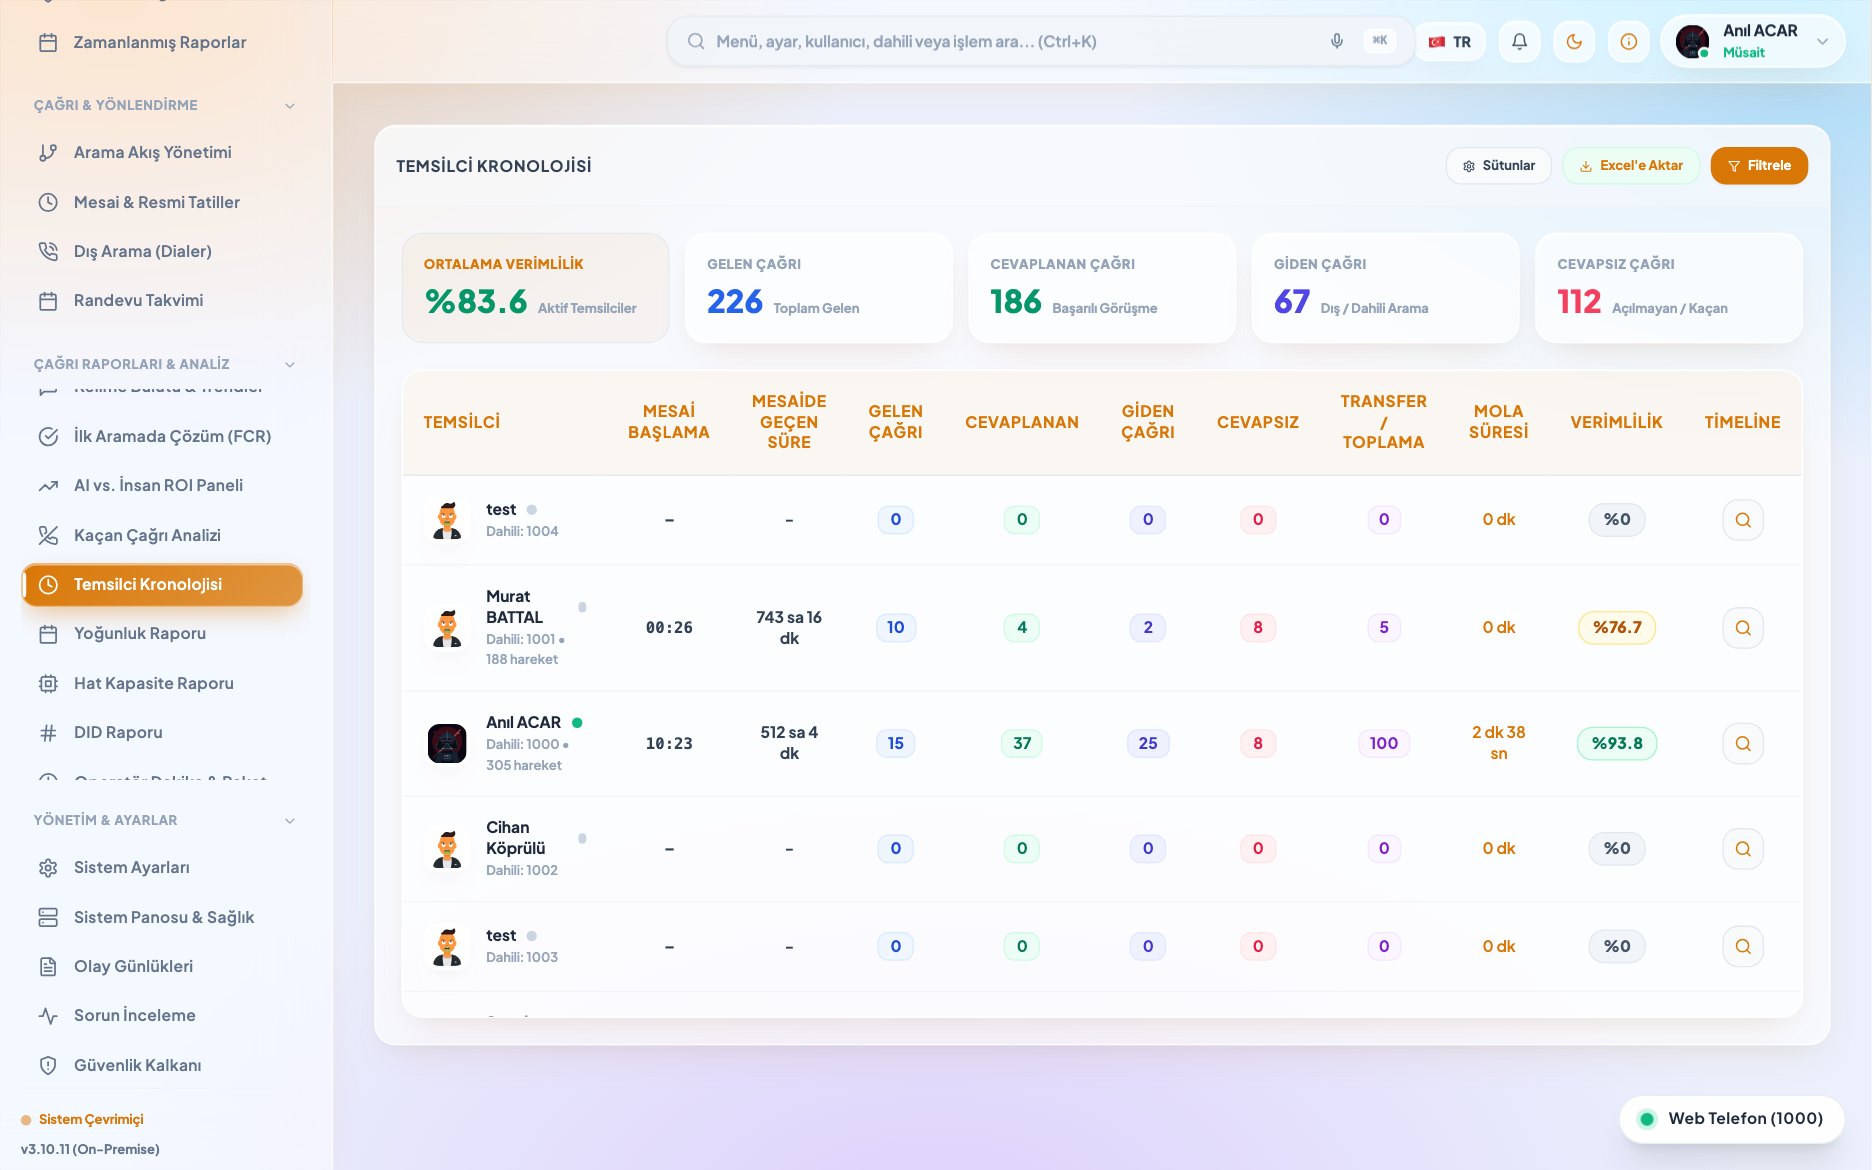 Zamanlanmış Raporlar
ÇAĞRI & YÖNLENDİRME
Arama Akış Yönetimi
Mesai & Resmi Tatiller
Dış Arama (Dialer)
Randevu Takvimi
ÇAĞRI RAPORLARI & ANALİZ
İlk Aramada Çözüm (FCR)
AI vs. İnsan ROI Paneli
Kaçan Çağrı Analizi
Temsilci Kronolojisi
Yoğunluk Raporu
Hat Kapasite Raporu
DID Raporu
YÖNETİM & AYARLAR
Sistem Ayarları
Sistem Panosu & Sağlık
Olay Günlükleri
Sorun İnceleme
Güvenlik Kalkanı
Sistem Çevrimiçi
v3.10.11 (On-Premise)
Menü, ayar, kullanıcı, dahili veya işlem ara... (Ctrl+K)
⌘K
TR
Anıl ACAR
Müsait
TEMSİLCİ KRONOLOJİSİ
Sütunlar
Excel'e Aktar
Filtrele
ORTALAMA VERİMLİLİK
%83.6 Aktif Temsilciler
GELEN ÇAĞRI
226 Toplam Gelen
CEVAPLANAN ÇAĞRI
186 Başarılı Görüşme
GİDEN ÇAĞRI
67 Dış / Dahili Arama
CEVAPSIZ ÇAĞRI
112 Açılmayan / Kaçan
TEMSİLCİ
MESAİ
BAŞLAMA
MESAİDE
GEÇEN
SÜRE
GELEN
ÇAĞRI
CEVAPLANAN
GİDEN
ÇAĞRI
CEVAPSIZ
TRANSFER
/
TOPLAMA
MOLA
SÜRESİ
VERİMLİLİK
TİMELİNE
test
Dahili: 1004
– - 0 0 0 0 0 0 dk %0
Murat
BATTAL
Dahili: 1001 •
188 hareket
00:26
743 sa 16
dk
10 4 2 8 5 0 dk %76.7
Anıl ACAR
Dahili: 1000 •
305 hareket
10:23
512 sa 4
dk
15 37 25 8 100
2 dk 38
sn
%93.8
Cihan
Köprülü
Dahili: 1002
– - 0 0 0 0 0 0 dk %0
test
Dahili: 1003
– - 0 0 0 0 0 0 dk %0
Web Telefon (1000)